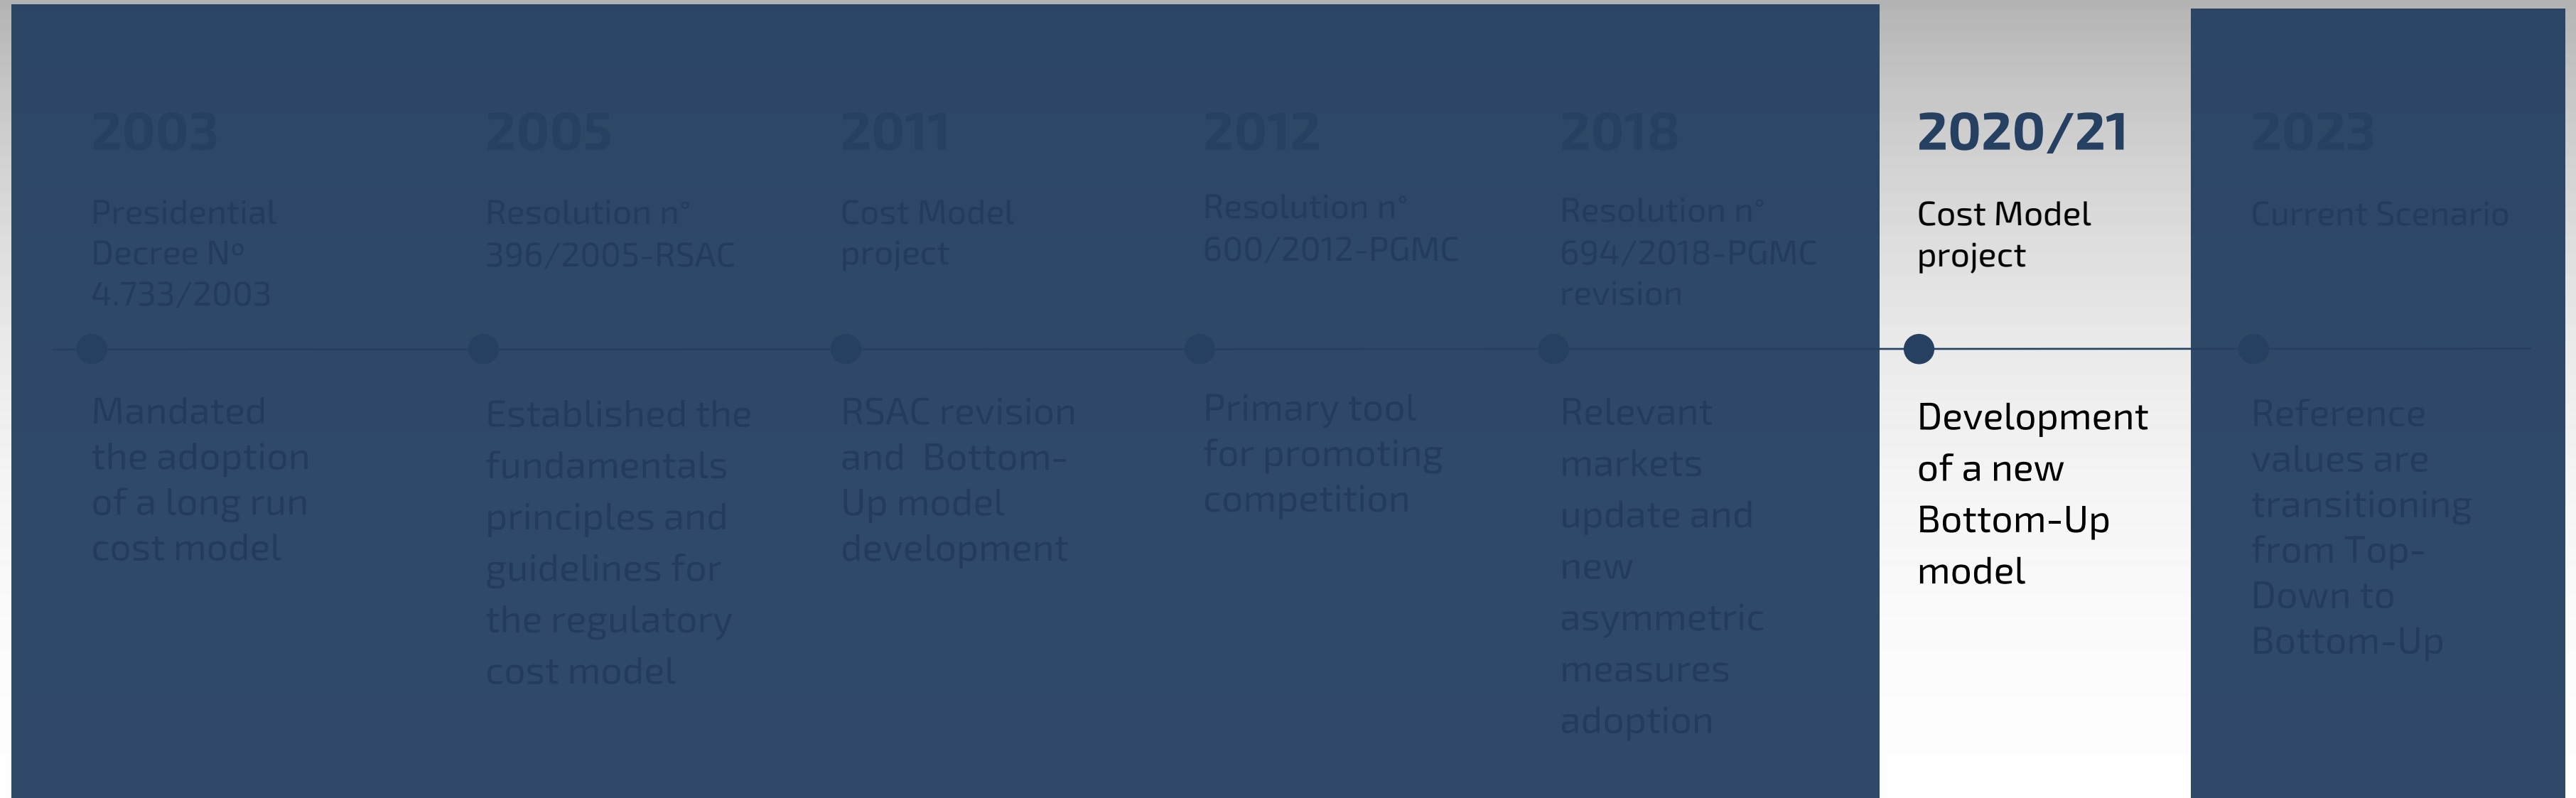 2003
Presidential
Decree Nº
4.733/2003
Mandated
the adoption
of a long run
cost model
2005
Resolution n°
396/2005-RSAC
Established the
fundamentals
principles and
guidelines for
the regulatory
cost model
2011
Cost Model
project
RSAC revision
and Bottom-
Up model
development
2012
Resolution n°
600/2012-PGMC
Primary tool
for promoting
competition
2018
Resolution n°
694/2018-PGMC
revision
Relevant
markets
update and
new
asymmetric
measures
adoption
2020/21
Cost Model
project
Development
of a new
Bottom-Up
model
2023
Current Scenario
Reference
values are
transitioning
from Top-
Down to
Bottom-Up